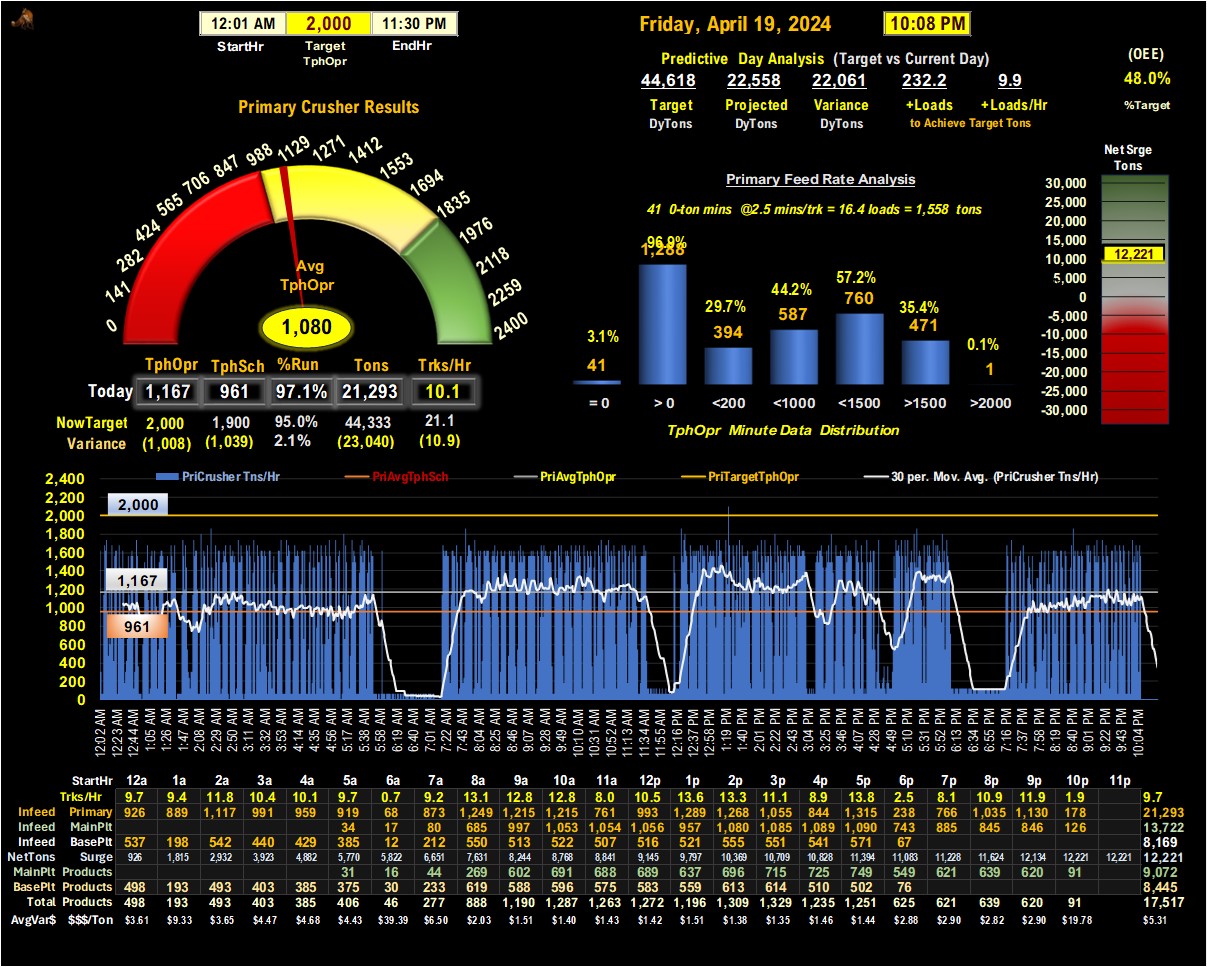 12:01 AM 2,000 11:30 PM
StartHr Target TphOpr EndHr
Friday, April 19, 2024 10:08 PM
Predictive Day Analysis (Target vs Current Day)
44,618 22,558 22,061 232.2 9.9
Target Projected Variance +Loads +Loads/Hr
DyTons DyTons DyTons to Achieve Target Tons
(OEE)
48.0%
%Target
Primary Crusher Results
0 141 282 424 565 706 847 988 1129 1271 1412 1553 1694 1835 1976 2118 2259 2400
Avg
TphOpr
1,080
TphOpr TphSch %Run Tons Trks/Hr
Today 1,167 961 97.1% 21,293 10.1
NowTarget 2,000 1,900 95.0% 44,333 21.1
Variance (1,008) (1,039) 2.1% (23,040) (10.9)
Primary Feed Rate Analysis
41 0-ton mins @2.5 mins/trk = 16.4 loads = 1,558 tons
3.1% 96.9% 29.7% 44.2% 57.2% 35.4% 0.1%
41 1,288 394 587 760 471 1
= 0 > 0 <200 <1000 <1500 >1500 >2000
TphOpr Minute Data Distribution
Net Srge
Tons
30,000
25,000
20,000
15,000
12,221
10,000
5,000
0
-5,000
-10,000
-15,000
-20,000
-25,000
-30,000
PriCrusher Tns/Hr PriAvgTphSch PriAvgTphOpr PriTargetTphOpr 30 per. Mov. Avg. (PriCrusher Tns/Hr)
2,400
2,200
2,000
1,800
1,600
1,400
1,200
1,000
800
600
400
200
0
2,000
1,167
961
12:02 AM 12:23 AM 12:44 AM 1:05 AM 1:26 AM 1:47 AM 2:08 AM 2:29 AM 2:50 AM 3:11 AM 3:32 AM 3:53 AM 4:14 AM 4:35 AM 4:56 AM 5:17 AM 5:38 AM 5:59 AM 6:19 AM 6:40 AM 7:01 AM 7:22 AM 7:43 AM 8:04 AM 8:25 AM 8:46 AM 9:07 AM 9:28 AM 9:49 AM 10:10 AM 10:31 AM 10:52 AM 11:13 AM 11:34 AM 11:55 AM 12:16 PM 12:37 PM 12:58 PM 1:19 PM 1:40 PM 2:01 PM 2:22 PM 2:43 PM 3:04 PM 3:25 PM 3:46 PM 4:07 PM 4:28 PM 4:49 PM 5:10 PM 5:31 PM 5:52 PM 6:13 PM 6:34 PM 6:55 PM 7:16 PM 7:37 PM 7:58 PM 8:19 PM 8:40 PM 9:01 PM 9:22 PM 9:43 PM 10:04 PM
StartHr 12a 1a 2a 3a 4a 5a 6a 7a 8a 9a 10a 11a 12p 1p 2p 3p 4p 5p 6p 7p 8p 9p 10p 11p
Trks/Hr 9.7 9.4 11.8 10.4 10.1 9.7 0.7 9.2 13.1 12.8 12.8 8.0 10.5 13.6 13.3 11.1 8.9 13.8 2.5 8.1 10.9 11.9 1.9 9.7
Infeed Primary 926 889 1,117 991 959 919 68 873 1,249 1,215 1,215 761 993 1,289 1,268 1,055 844 1,315 238 766 1,035 1,130 178 21,293
Infeed MainPlt 34 17 80 685 997 1,053 1,054 1,056 957 1,080 1,085 1,089 1,090 743 885 845 846 126 13,722
Infeed BasePlt 537 198 542 440 429 385 12 212 550 513 522 507 516 521 555 551 541 571 67 8,169
NetTons Surge 926 1,815 2,932 3,923 4,882 5,770 5,822 6,651 7,631 8,244 8,768 8,841 9,145 9,797 10,369 10,709 10,828 11,394 11,083 11,228 11,624 12,134 12,221 12,221 12,221
MainPlt Products 31 16 44 269 602 691 688 689 637 696 715 725 749 549 621 639 620 91 9,072
BasePlt Products 498 193 493 403 385 375 30 233 619 588 596 575 583 559 613 614 510 502 76 8,445
Total Products 498 193 493 403 385 406 46 277 888 1,190 1,287 1,263 1,272 1,196 1,309 1,329 1,235 1,251 625 621 639 620 91 17,517
AvgVar$ $$$/Ton $3.61 $9.33 $3.65 $4.47 $4.68 $4.43 $39.39 $6.50 $2.03 $1.51 $1.40 $1.43 $1.42 $1.51 $1.38 $1.35 $1.46 $1.44 $2.88 $2.90 $2.82 $2.90 $19.78 $5.31